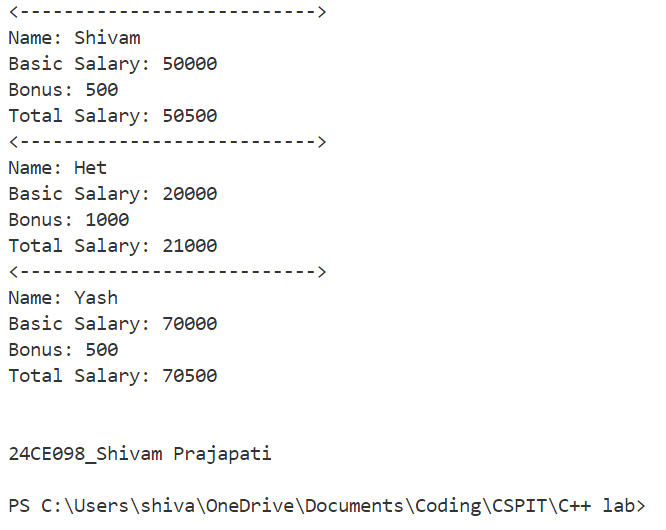 <--------------------------->
Name: Shivam
Basic Salary: 50000
Bonus: 500
Total Salary: 50500
<--------------------------->
Name: Het
Basic Salary: 20000
Bonus: 1000
Total Salary: 21000
<--------------------------->
Name: Yash
Basic Salary: 70000
Bonus: 500
Total Salary: 70500
24CE098_Shivam Prajapati
PS C:\Users\shiva\OneDrive\Documents\Coding\CSPIT\C++ lab>